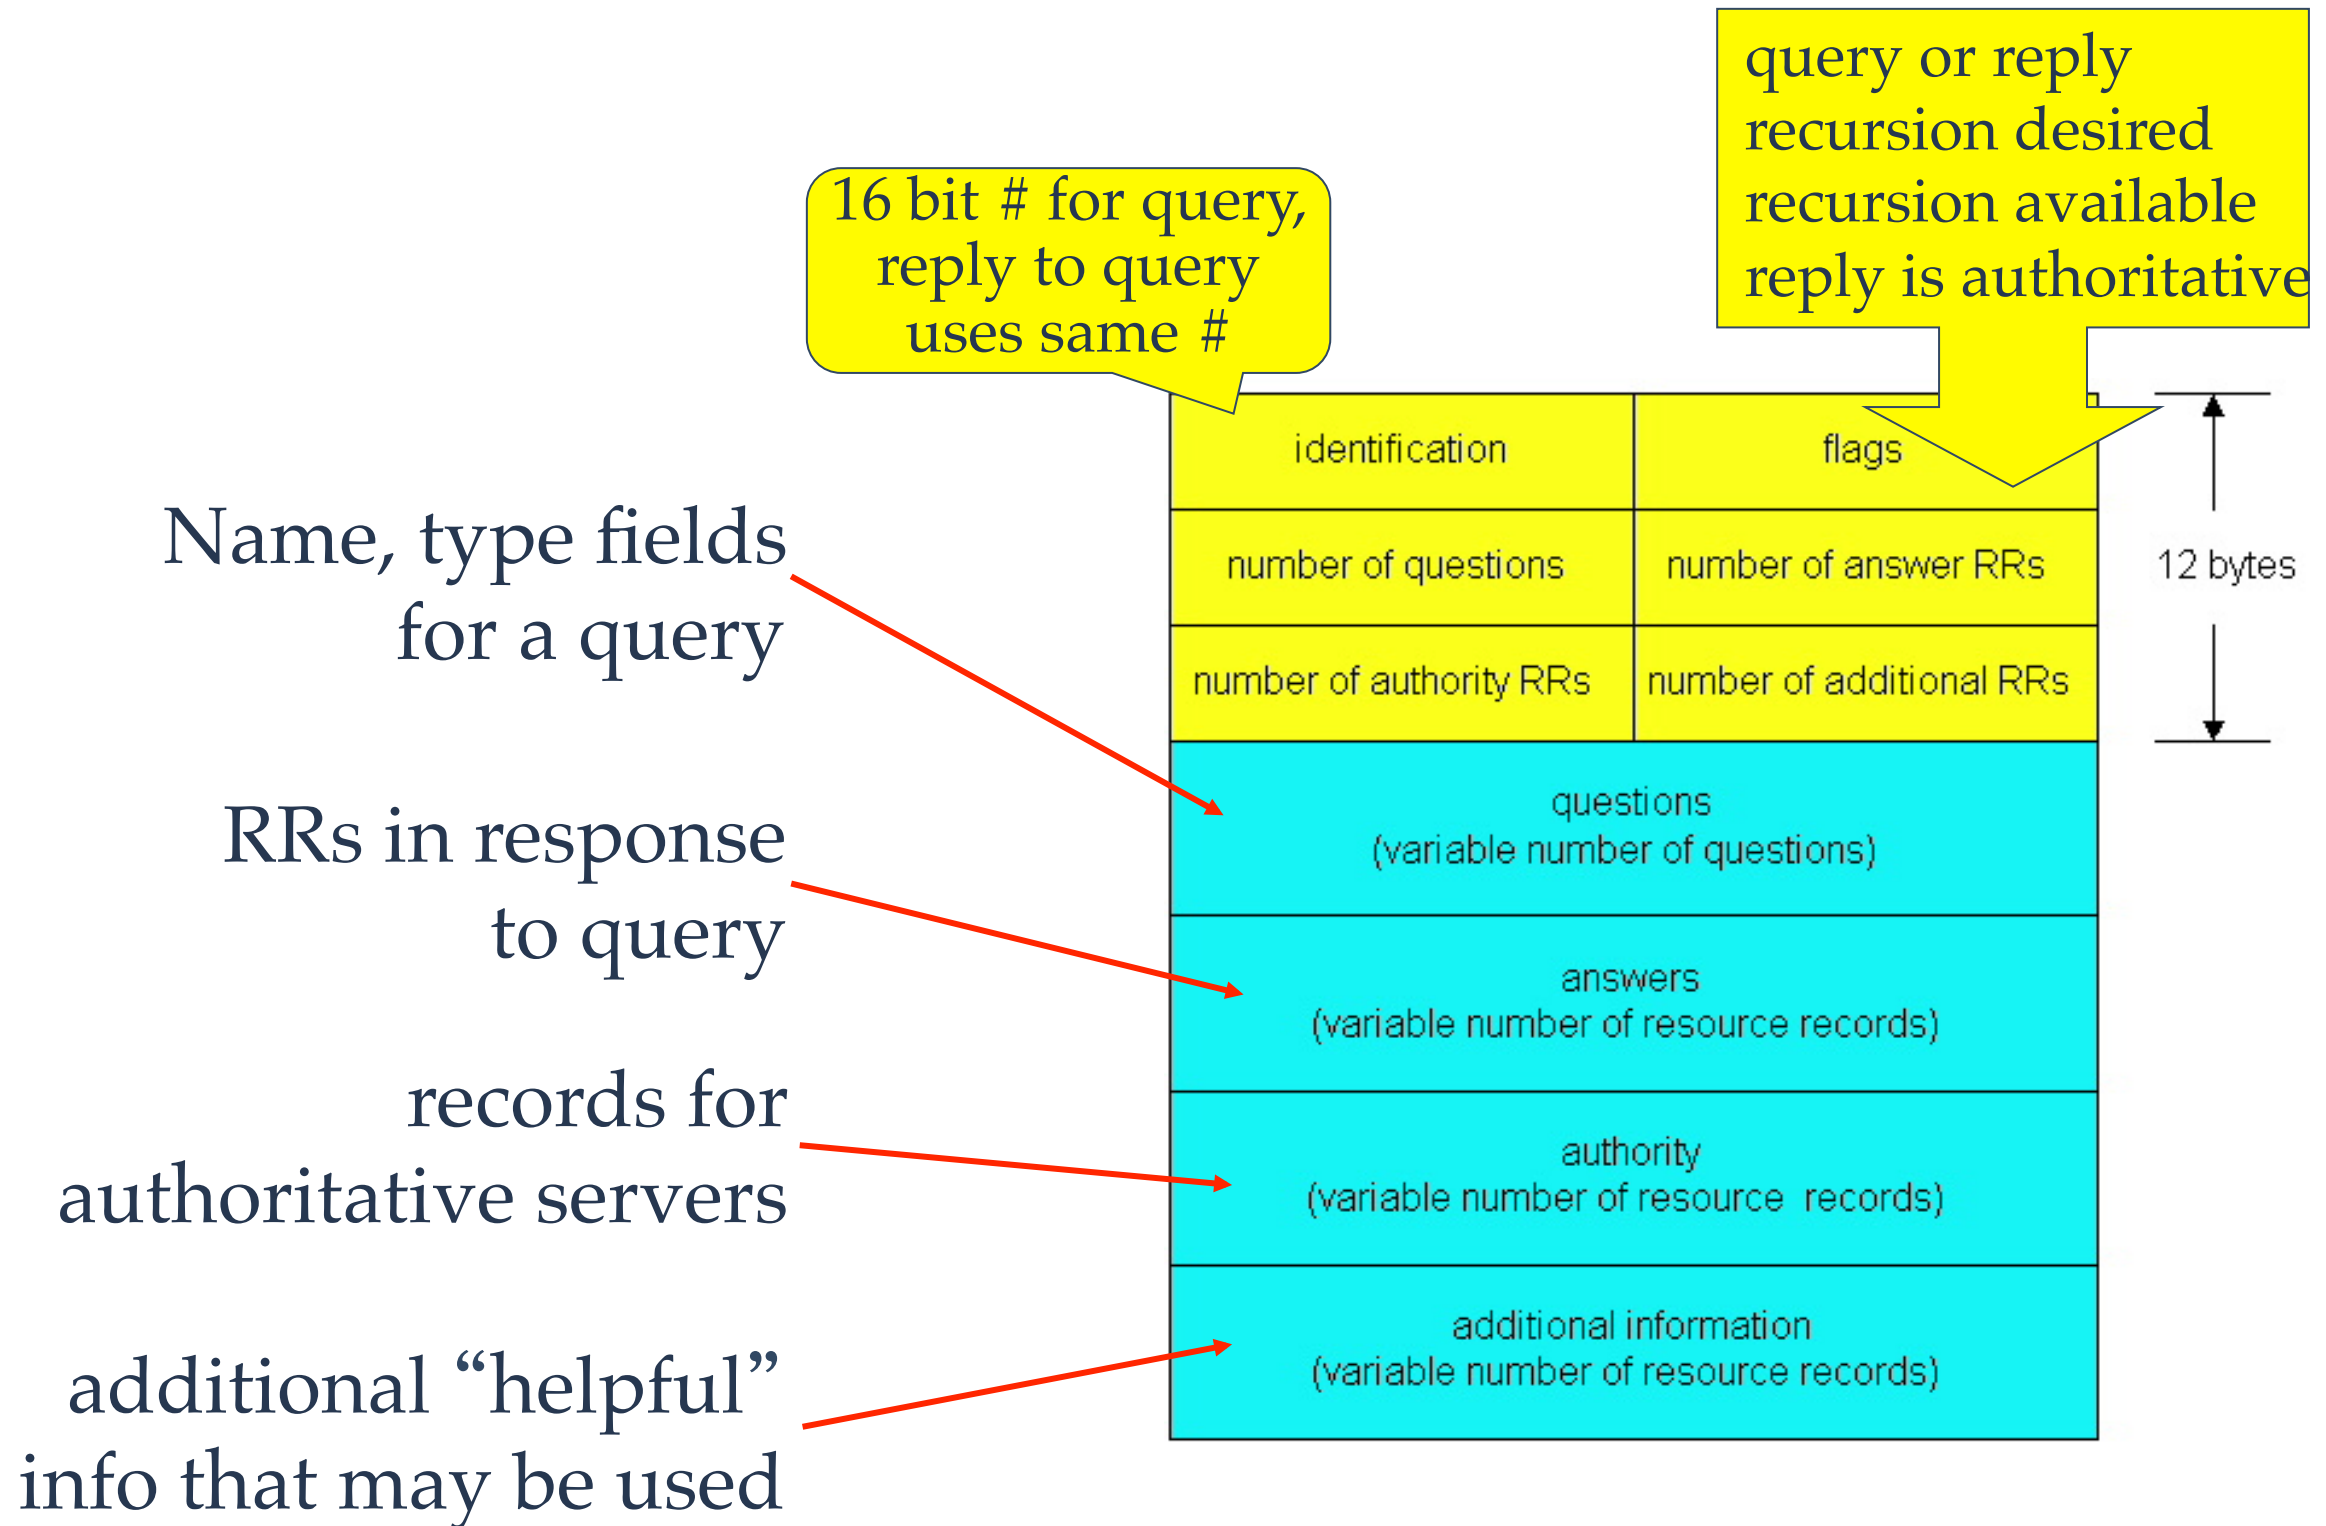 query or reply
recursion desired
recursion available
reply is authoritative
16 bit # for query,
reply to query
uses same #
identification
flags
Name, type fields
for a query
number of questions
number of answer RRs
12 bytes
number of authority RRs
number of additional RRs
questions
(variable number of questions)
RRs in response
to query
answers
(variable number of resource records)
records for
authoritative servers
authority
(variable number of resource  records)
additional “helpful”
info that may be used
additional information
(variable number of resource records)